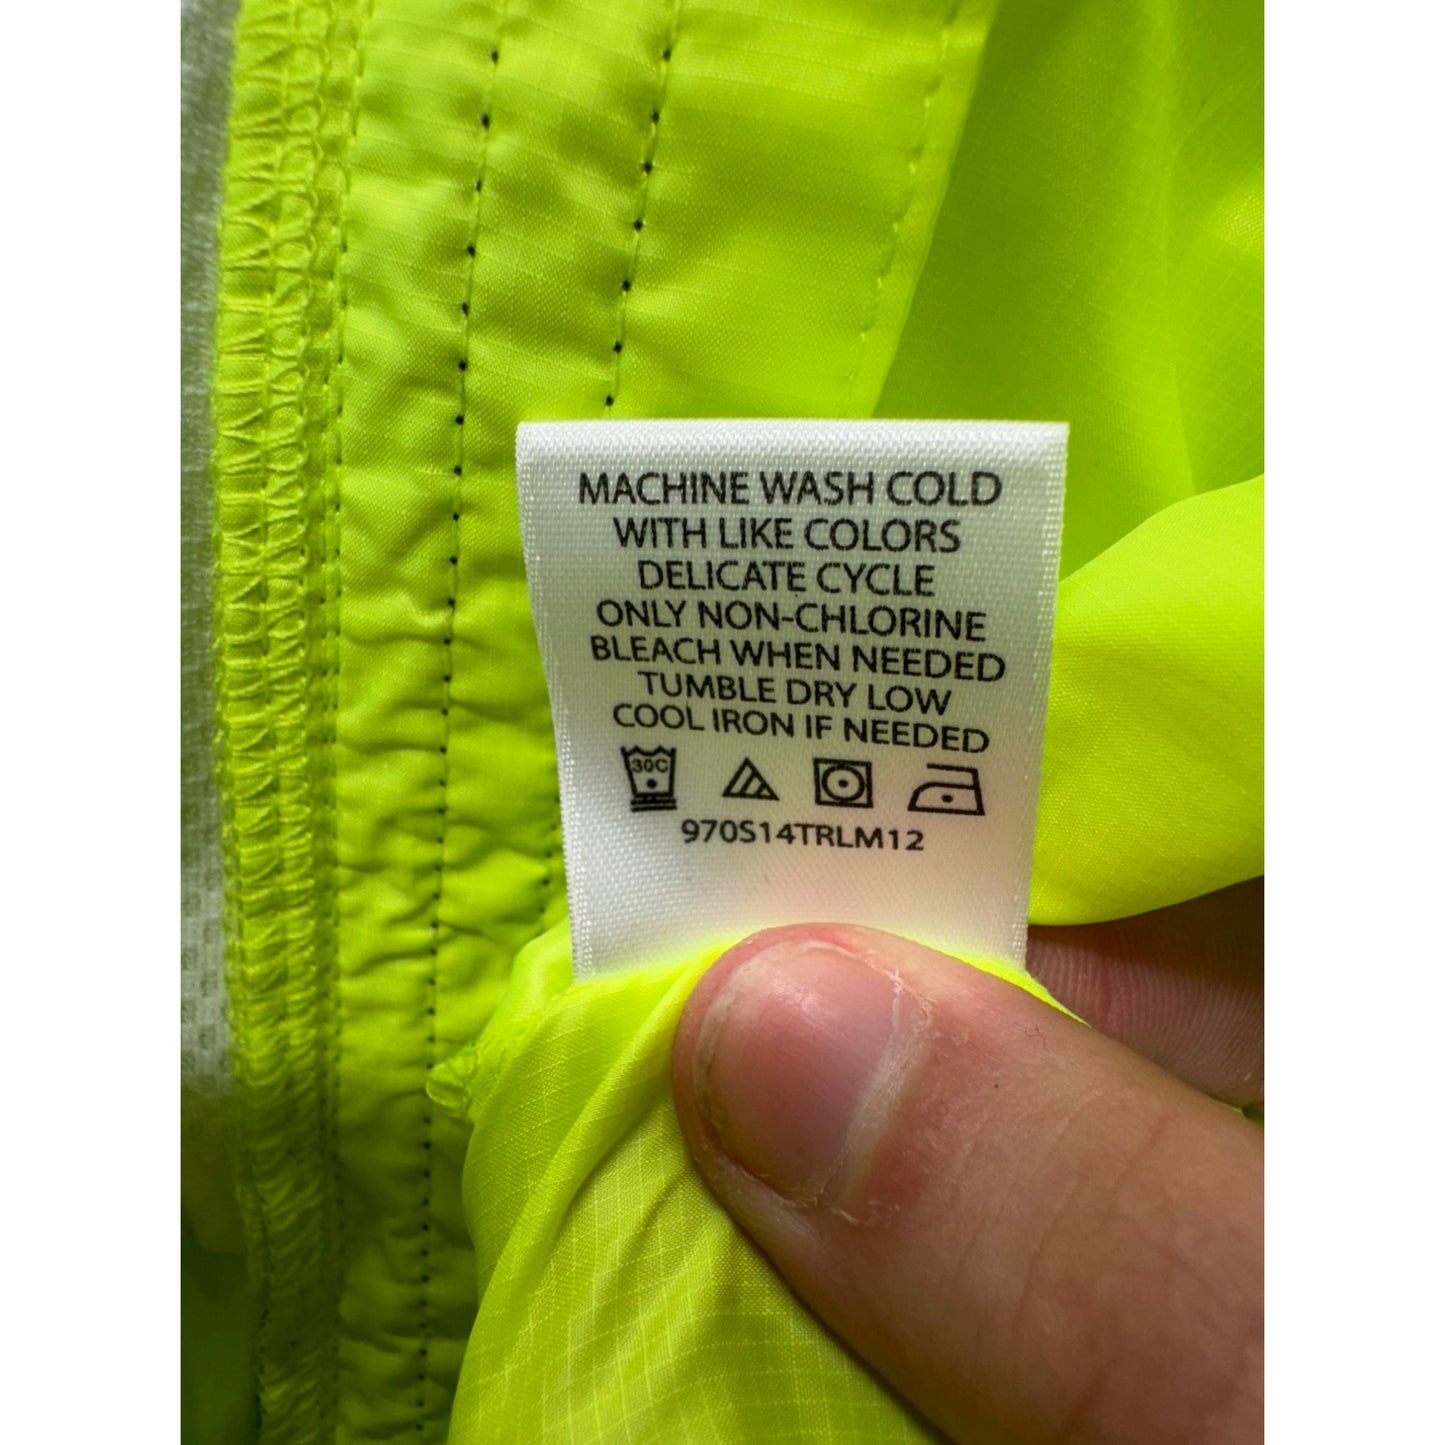 MACHINE WASH COLD
WITH LIKE COLORS
DELICATE CYCLE
ONLY NON-CHLORINE
BLEACH WHEN NEEDED
TUMBLE DRY LOW
COOL IRON IF NEEDED
30C
970S14TRLM12